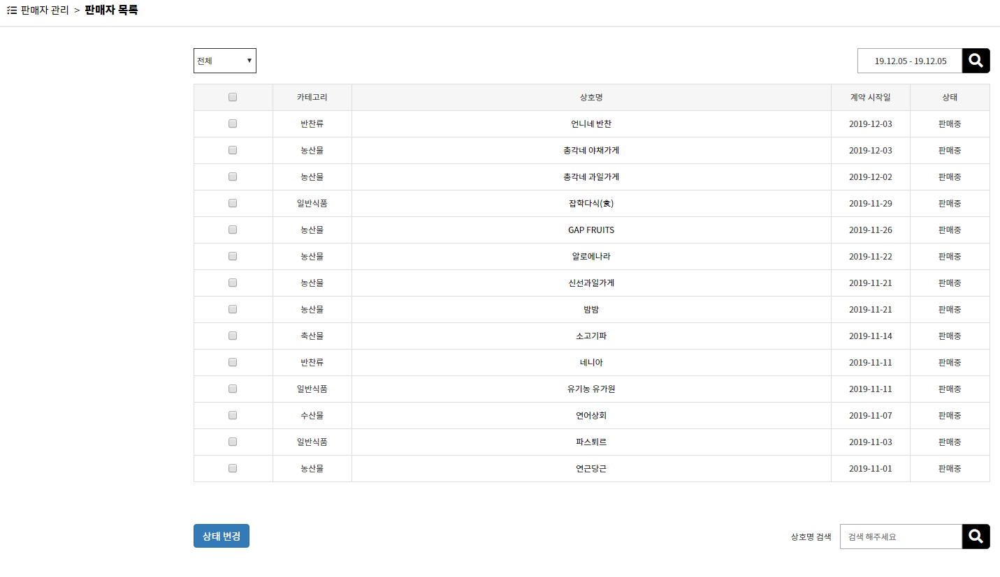 판매자 관리 > 판매자 목록
전체 ▼
19.12.05 - 19.12.05
카테고리 상호명 계약 시작일 상태
반찬류 언니네 반찬 2019-12-03 판매중
농산물 총각네 야채가게 2019-12-03 판매중
농산물 총각네 과일가게 2019-12-02 판매중
일반식품 잡학다식(食) 2019-11-29 판매중
농산물 GAP FRUITS 2019-11-26 판매중
농산물 알로에나라 2019-11-22 판매중
농산물 신선과일가게 2019-11-21 판매중
농산물 밤밤 2019-11-21 판매중
축산물 소고기파 2019-11-14 판매중
반찬류 네니아 2019-11-11 판매중
일반식품 유기농 유가원 2019-11-11 판매중
수산물 연어상회 2019-11-07 판매중
일반식품 파스퇴르 2019-11-03 판매중
농산물 연근당근 2019-11-01 판매중
상태 변경
상호명 검색 검색 해주세요